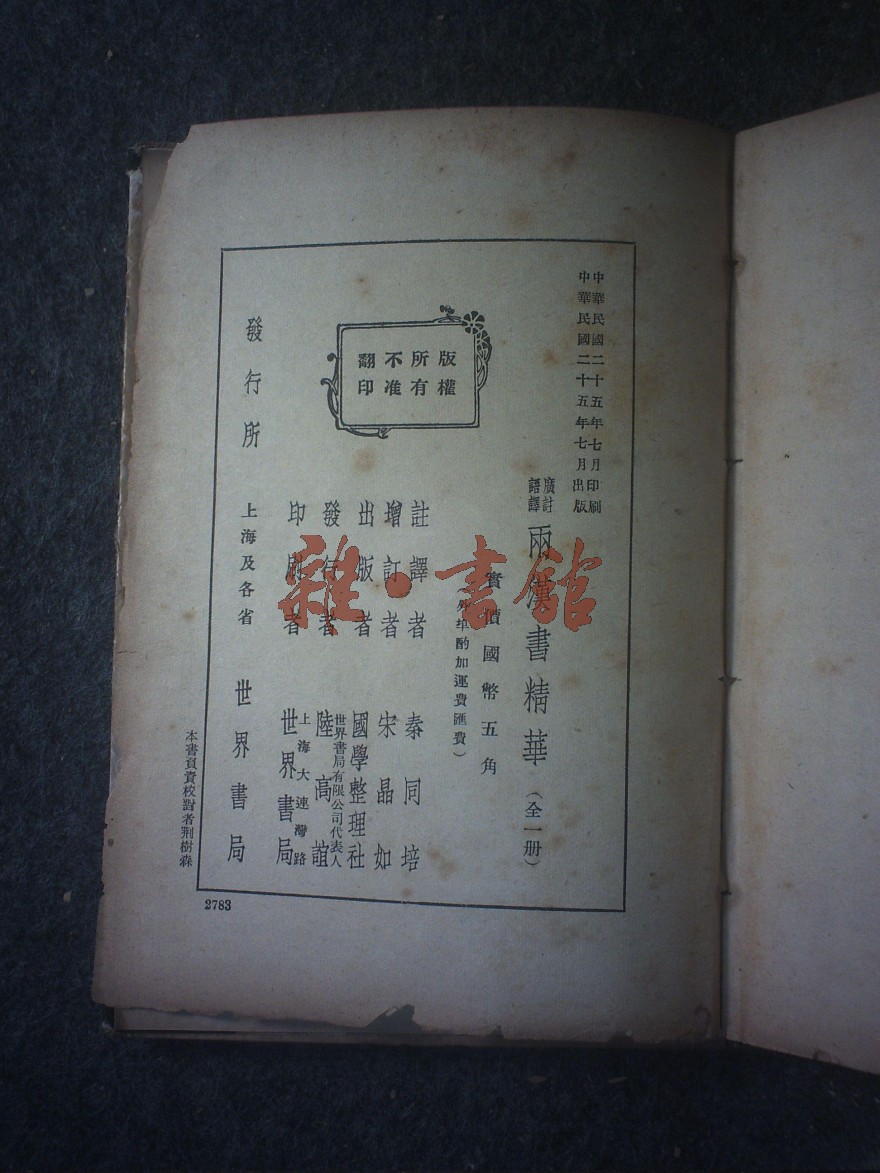 中華民國二十五年七月印刷
中華民國二十五年七月出版
廣註
語譯
兩漢書精華（全一册）
實價國幣五角
外埠酌加運費匯費）
版權
所有
不准
翻印
註譯者 秦同培
增訂者 宋晶如
出版者 國學整理社
發行者 世界書局有限公司代表人
陸高誼
印刷者 上海大連灣路
世界書局
發行所 上海及各省 世界書局
本書負責校對者荆樹森
2783
雜·書館